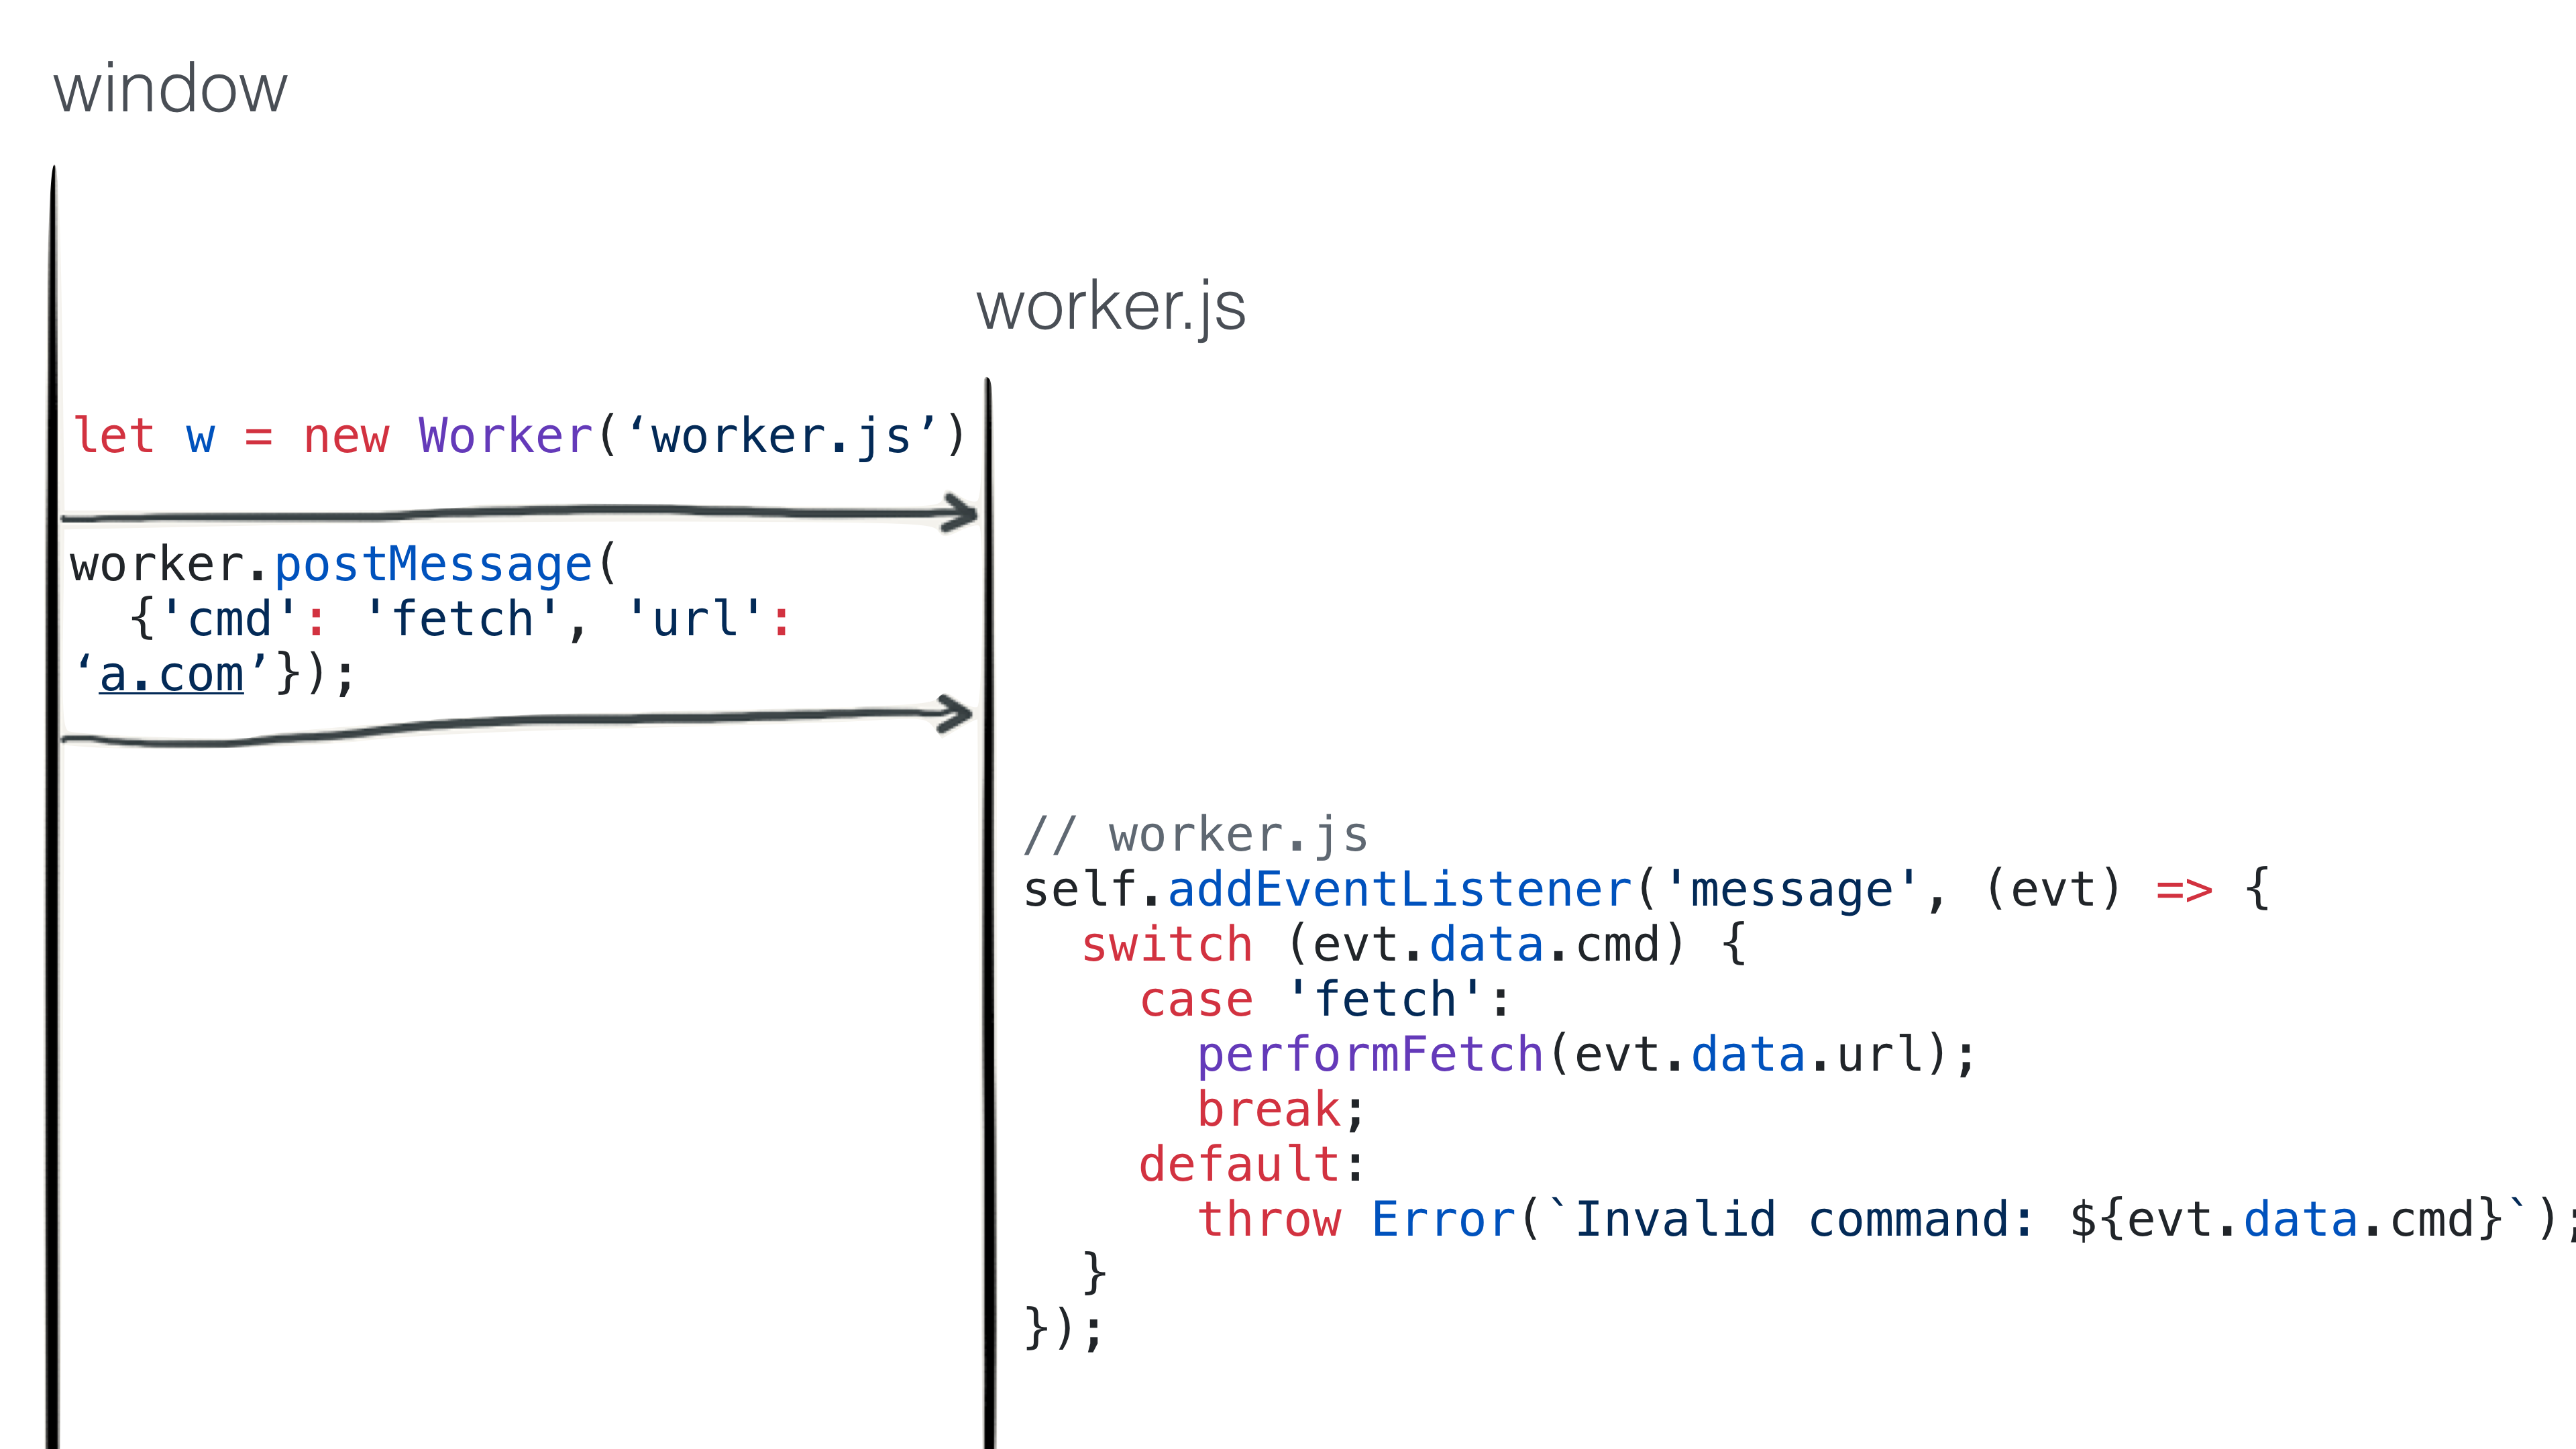 window
worker.js
let w = new Worker(‘worker.js’)
worker.postMessage(
  {'cmd': 'fetch', 'url':
‘a.com’});
// worker.js
self.addEventListener('message', (evt) => {
  switch (evt.data.cmd) {
    case 'fetch':
      performFetch(evt.data.url);
      break;
    default:
      throw Error(`Invalid command: ${evt.data.cmd}`);
  }
});